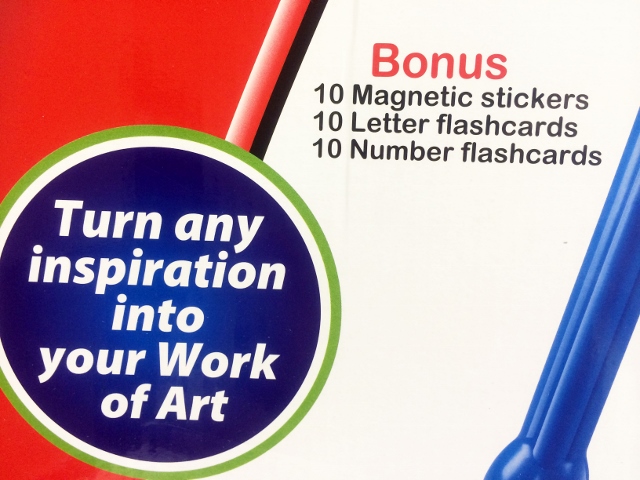 Bonus
10 Magnetic stickers
10 Letter flashcards
10 Number flashcards
Turn any
inspiration
into
your Work
of Art